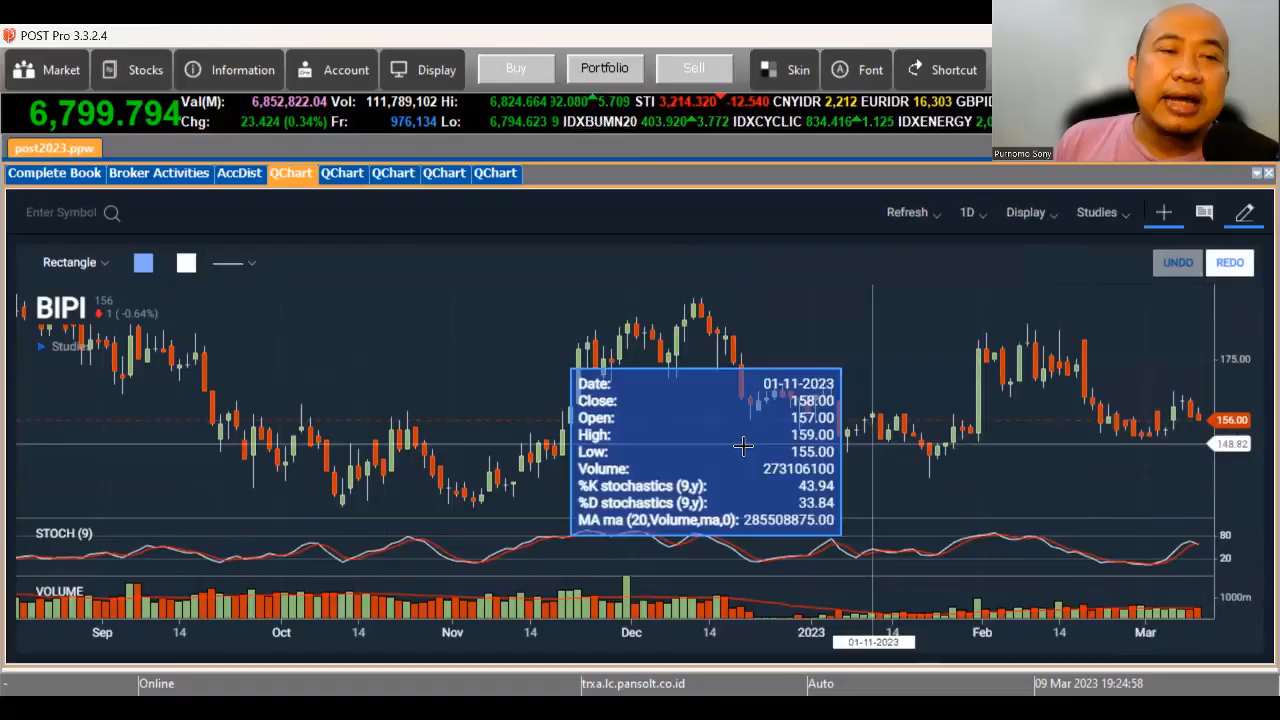 POST Pro 3.3.2.4
Market Stocks Information Account Display Buy Portfolio Sell Skin Font Shortcut
6,799.794 Val(M): 6,852,822.04 Vol: 111,789,102 Hi: 6,824.664 92.080 5.709 STI 3,214.320 -12.540 CNYIDR 2,212 EURIDR 16,303 GBPID
Chg: 23.424 (0.34%) Fr: 976,134 Lo: 6,794.623 9 IDXBUMN20 403.920 3.772 IDXCYCLIC 834.416 1.125 IDXENERGY 2,0
Purnomo Sony
post2023.ppw
Complete Book Broker Activities AccDist QChart QChart QChart QChart QChart
Enter Symbol Refresh 1D Display Studies
Rectangle UNDO REDO
BIPI 156
1 ( -0.64%)
Studies
175.00
156.00
148.82
Date: 01-11-2023
Close: 158.00
Open: 157.00
High: 159.00
Low: 155.00
Volume: 273106100
%K stochastics (9,y): 43.94
%D stochastics (9,y): 33.84
MA ma (20,Volume,ma,0): 285508875.00
STOCH (9) 80
20
VOLUME 1000m
Sep 14 Oct 14 Nov 14 Dec 14 2023 14 Feb 14 Mar
01-11-2023
- Online trxa.lc.pansolt.co.id Auto 09 Mar 2023 19:24:58